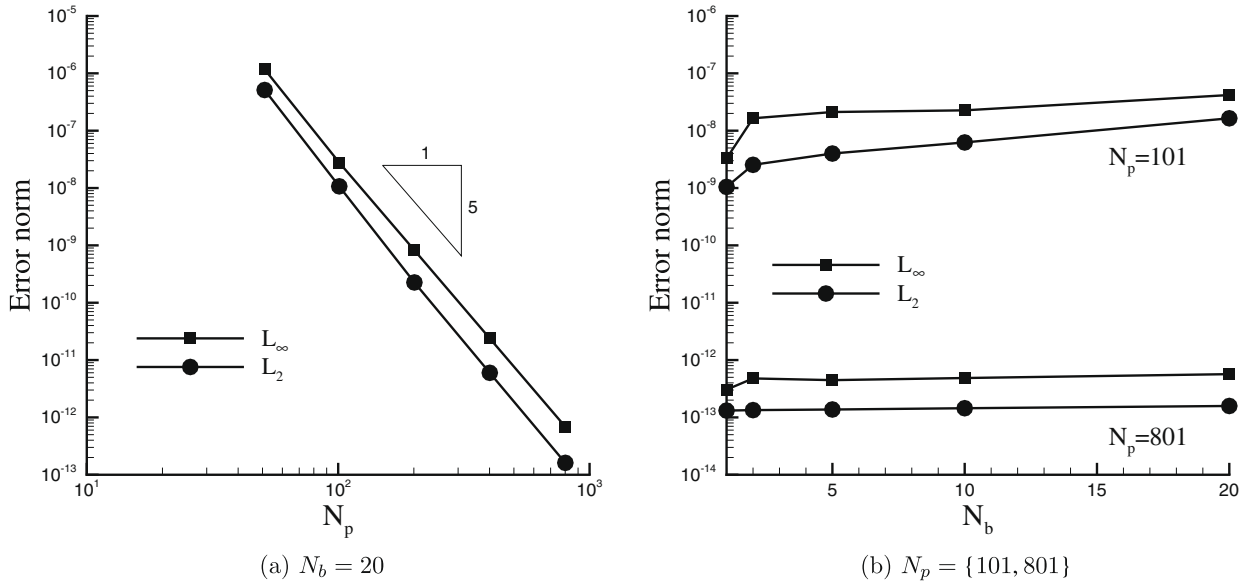 10⁻⁵
10⁻⁶
10⁻⁷
10⁻⁸
10⁻⁹
10⁻¹⁰
10⁻¹¹
10⁻¹²
10⁻¹³
Error norm
1
5
L∞
L₂
10¹
10²
10³
Nₚ
(a) N_b = 20
10⁻⁶
10⁻⁷
10⁻⁸
10⁻⁹
10⁻¹⁰
10⁻¹¹
10⁻¹²
10⁻¹³
10⁻¹⁴
Error norm
Nₚ=101
L∞
L₂
Nₚ=801
5
10
15
20
N_b
(b) Nₚ = {101, 801}